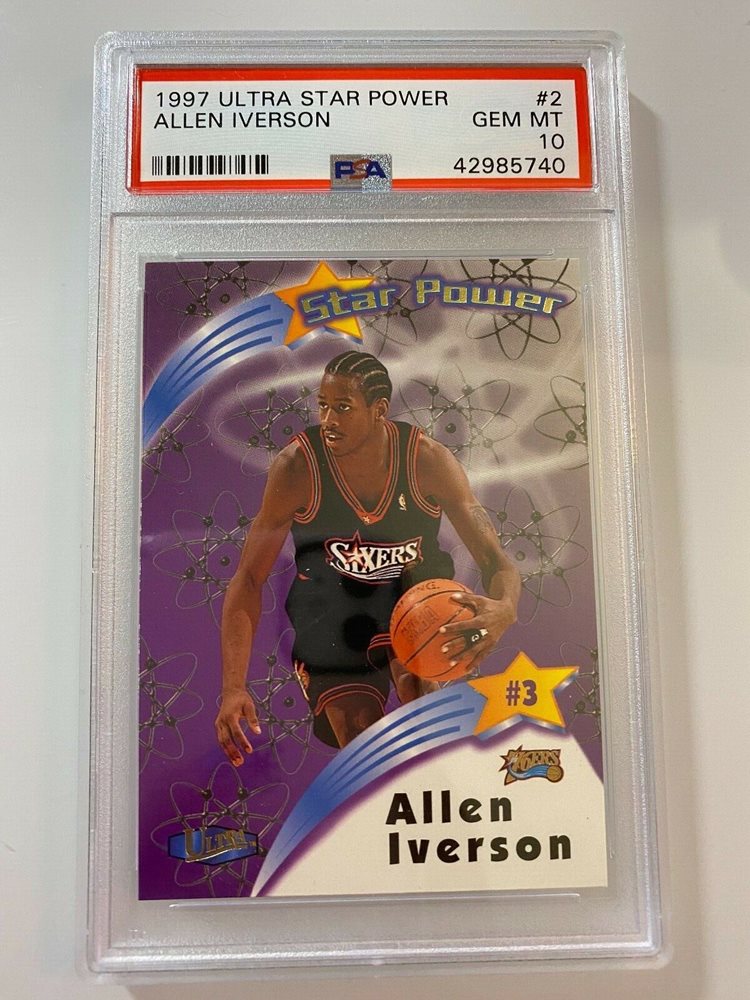 1997 ULTRA STAR POWER #2
ALLEN IVERSON GEM MT
10
PSA 42985740
Star Power
SIXERS
#3
76ERS
Allen
Iverson
ULTRA